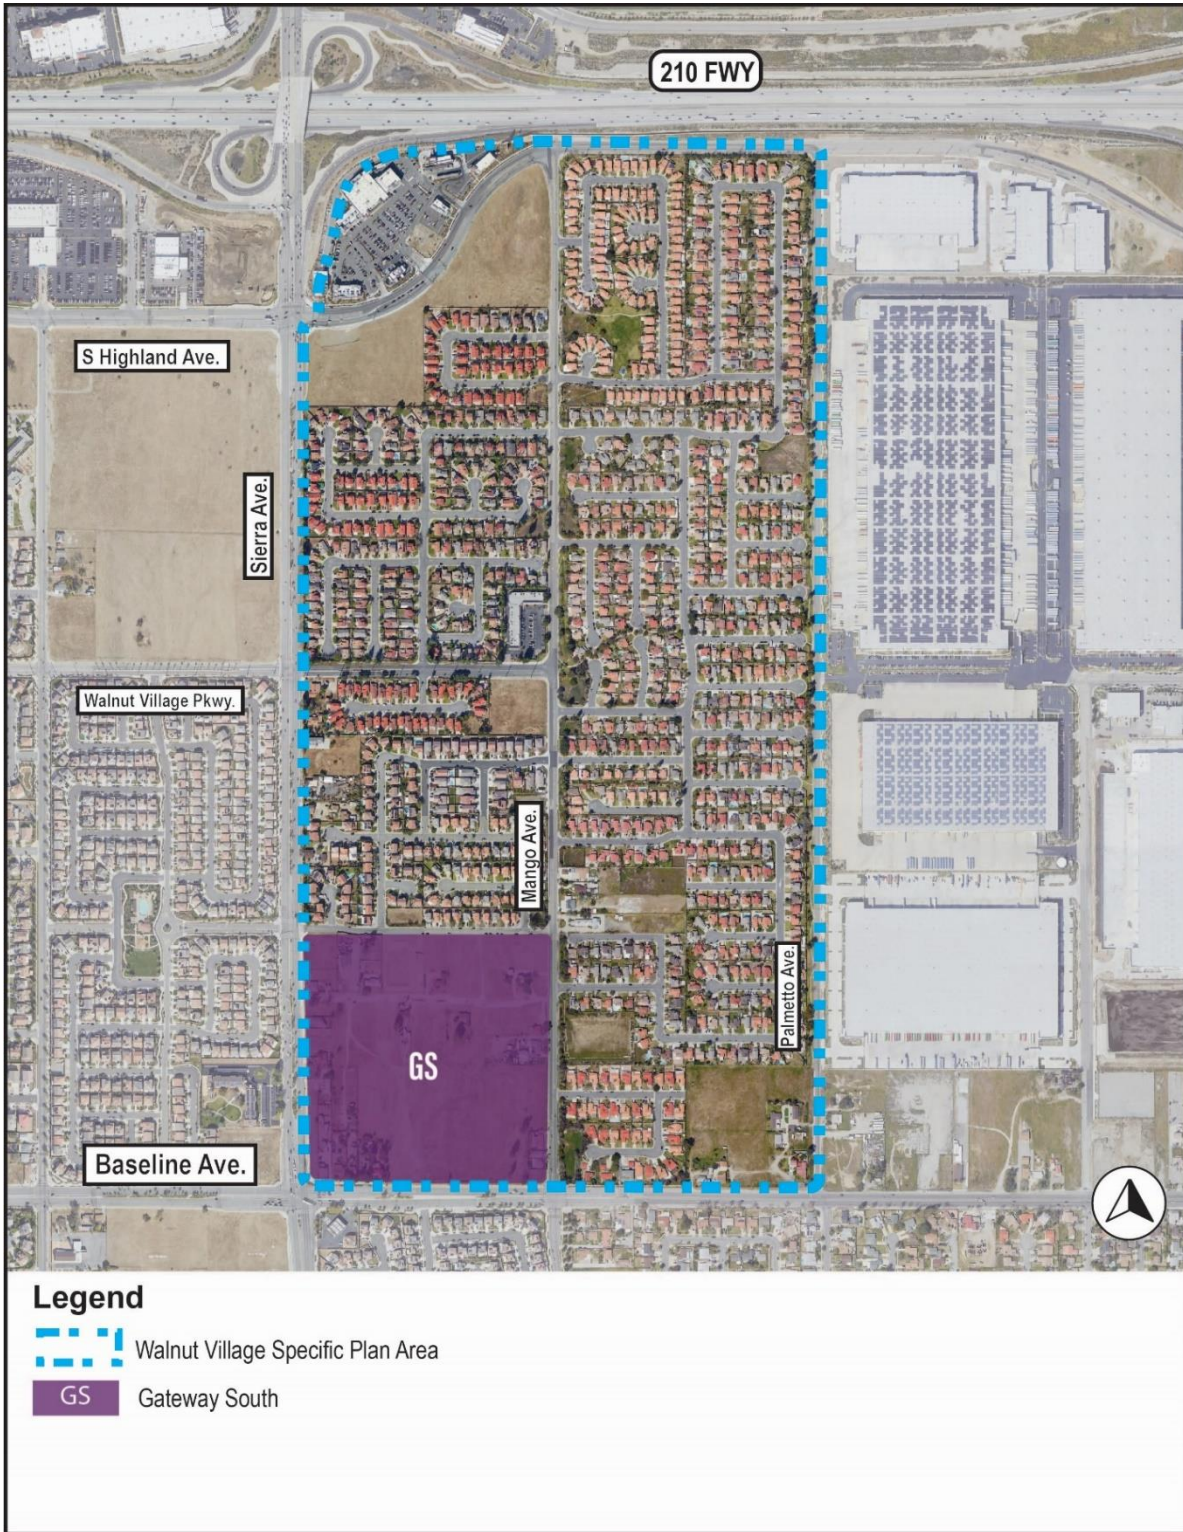 210 FWY
S Highland Ave.
Sierra Ave.
Walnut Village Pkwy.
Mango Ave.
Palmetto Ave.
GS
Baseline Ave.
Legend
Walnut Village Specific Plan Area
GS Gateway South